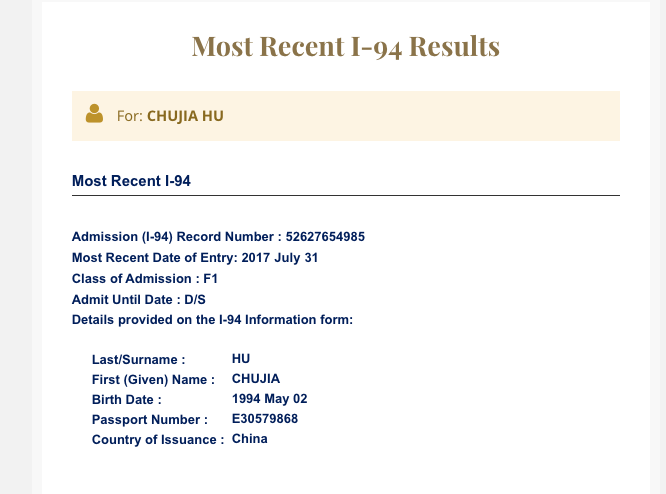 Most Recent I-94 Results
For: CHUJIA HU
Most Recent I-94
Admission (I-94) Record Number : 52627654985
Most Recent Date of Entry: 2017 July 31
Class of Admission : F1
Admit Until Date : D/S
Details provided on the I-94 Information form:
Last/Surname : HU
First (Given) Name : CHUJIA
Birth Date : 1994 May 02
Passport Number : E30579868
Country of Issuance : China